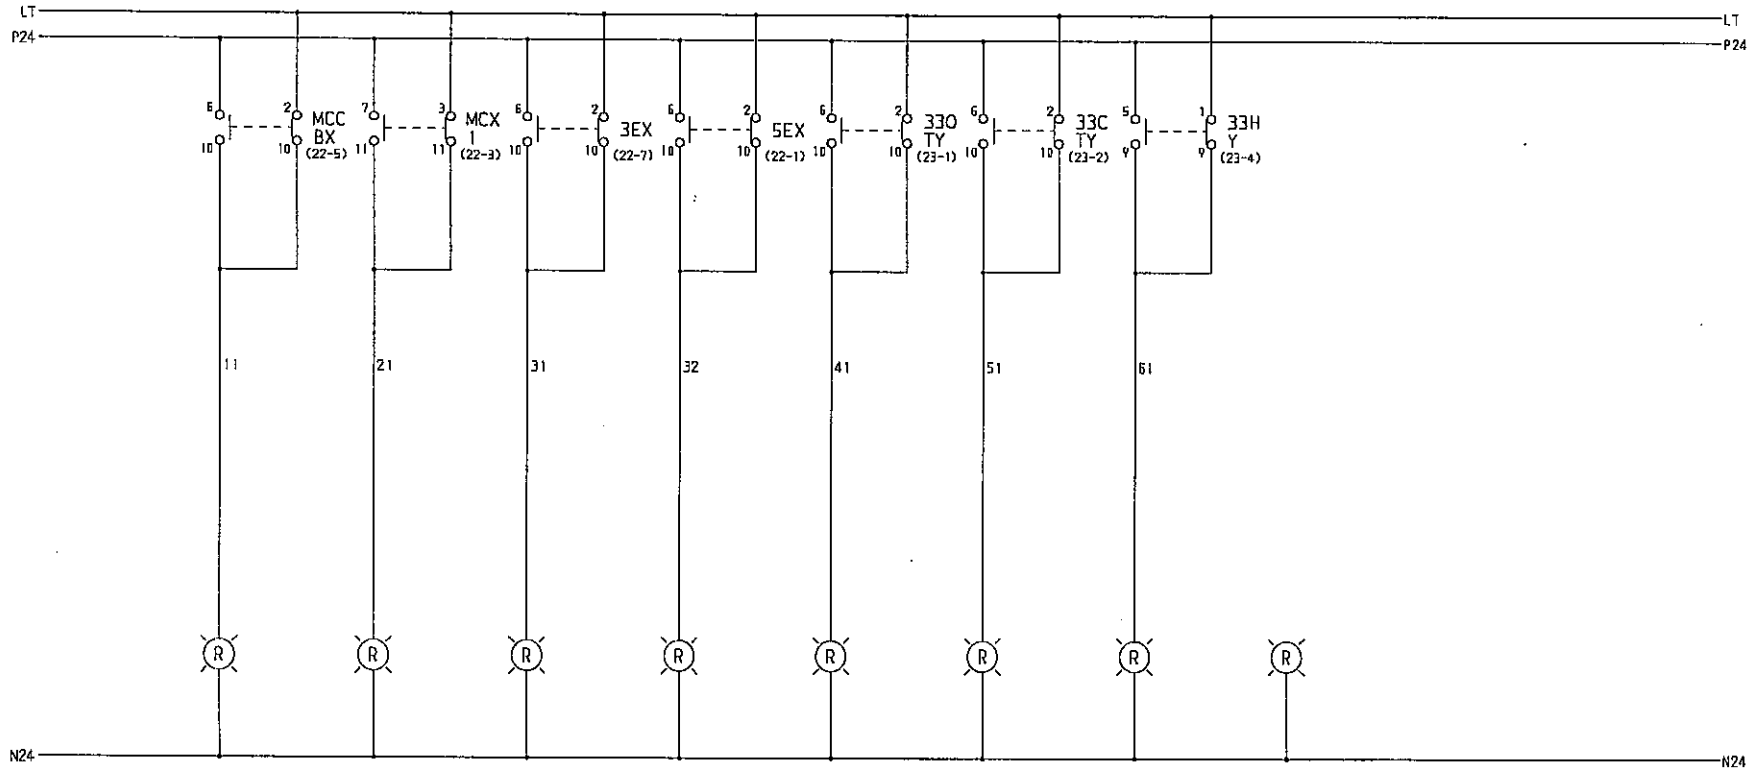 LT LT
P24 P24
6 2 MCC 7 3 MCX 6 2 3EX 6 2 5EX 6 2 33O 6 2 33C 5 1 33H
BX 1 TY TY Y
10 10 (22-5) 11 11 (22-3) 10 10 (22-7) 10 10 (22-1) 10 10 (23-1) 10 10 (23-2) 9 9 (23-4)
11 21 31 32 41 51 61
R R R R R R R R
N24 N24